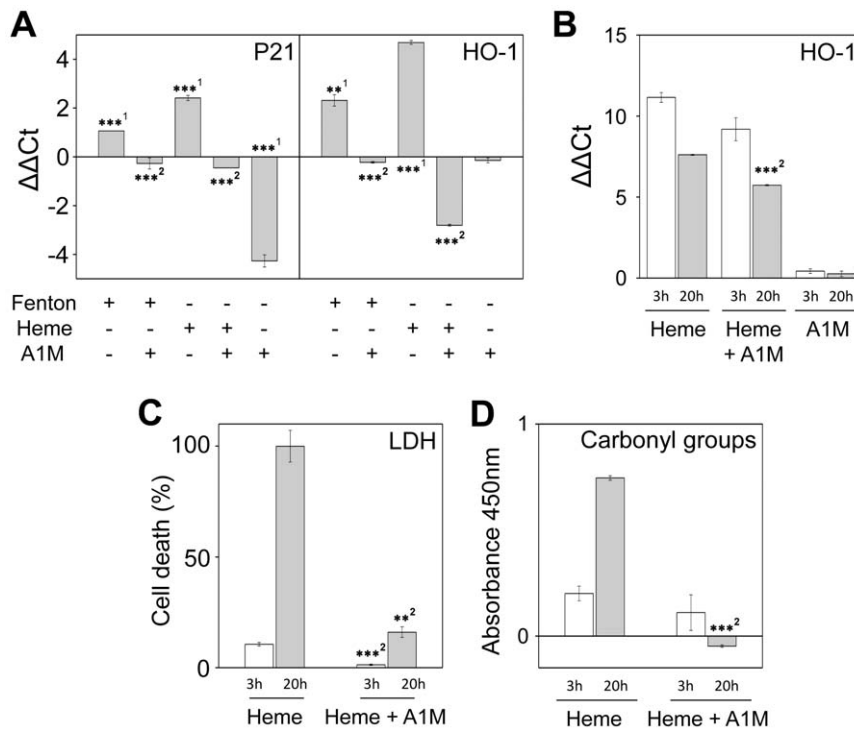 A
B
P21
HO-1
HO-1
ΔΔCt
4
2
0
-2
-4
***1
***2
***1
***2
***1
**1
***2
***1
***2
Fenton + + - - - + + - - -
Heme - - + + - - - + + -
A1M - + - + + - + - + +
ΔΔCt
15
10
5
0
***2
3h 20h 3h 20h 3h 20h
Heme Heme A1M
+ A1M
C
D
LDH
Cell death (%)
100
50
0
***2
**2
3h 20h 3h 20h
Heme Heme + A1M
Carbonyl groups
Absorbance 450nm
1
0
***2
3h 20h 3h 20h
Heme Heme + A1M